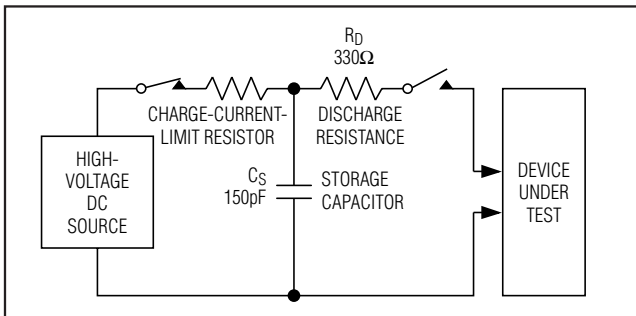 R_D
330Ω
CHARGE-CURRENT-
LIMIT RESISTOR
DISCHARGE
RESISTANCE
HIGH-
VOLTAGE
DC
SOURCE
C_S
150pF
STORAGE
CAPACITOR
DEVICE
UNDER
TEST